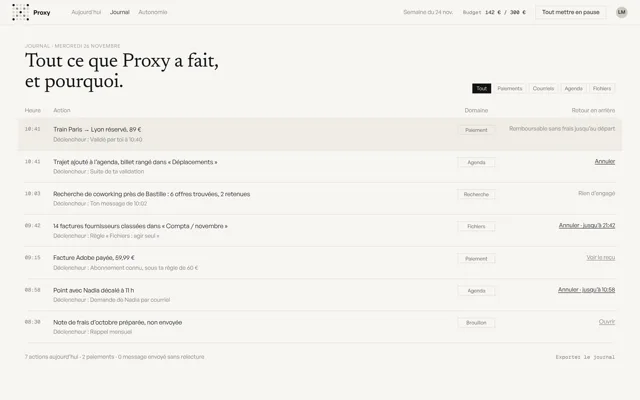 Proxy
Aujourd'hui Journal Autonomie
Semaine du 24 nov. Budget 142 € / 300 € Tout mettre en pause LM
JOURNAL · MERCREDI 26 NOVEMBRE
Tout ce que Proxy a fait,
et pourquoi.
Tout Paiements Courriels Agenda Fichiers
Heure Action Domaine Retour en arrière
10:41 Train Paris → Lyon réservé, 89 € Paiement Remboursable sans frais jusqu'au départ
Déclencheur : Validé par toi à 10:40
10:41 Trajet ajouté à l'agenda, billet rangé dans « Déplacements » Agenda Annuler
Déclencheur : Suite de ta validation
10:03 Recherche de coworking près de Bastille : 6 offres trouvées, 2 retenues Recherche Rien d'engagé
Déclencheur : Ton message de 10:02
09:42 14 factures fournisseurs classées dans « Compta / novembre » Fichiers Annuler · jusqu'à 21:42
Déclencheur : Règle « Fichiers : agir seul »
09:15 Facture Adobe payée, 59,99 € Paiement Voir le reçu
Déclencheur : Abonnement connu, sous ta règle de 60 €
08:58 Point avec Nadia décalé à 11 h Agenda Annuler · jusqu'à 10:58
Déclencheur : Demande de Nadia par courriel
08:30 Note de frais d'octobre préparée, non envoyée Brouillon Ouvrir
Déclencheur : Rappel mensuel
7 actions aujourd'hui · 2 paiements · 0 message envoyé sans relecture Exporter le journal